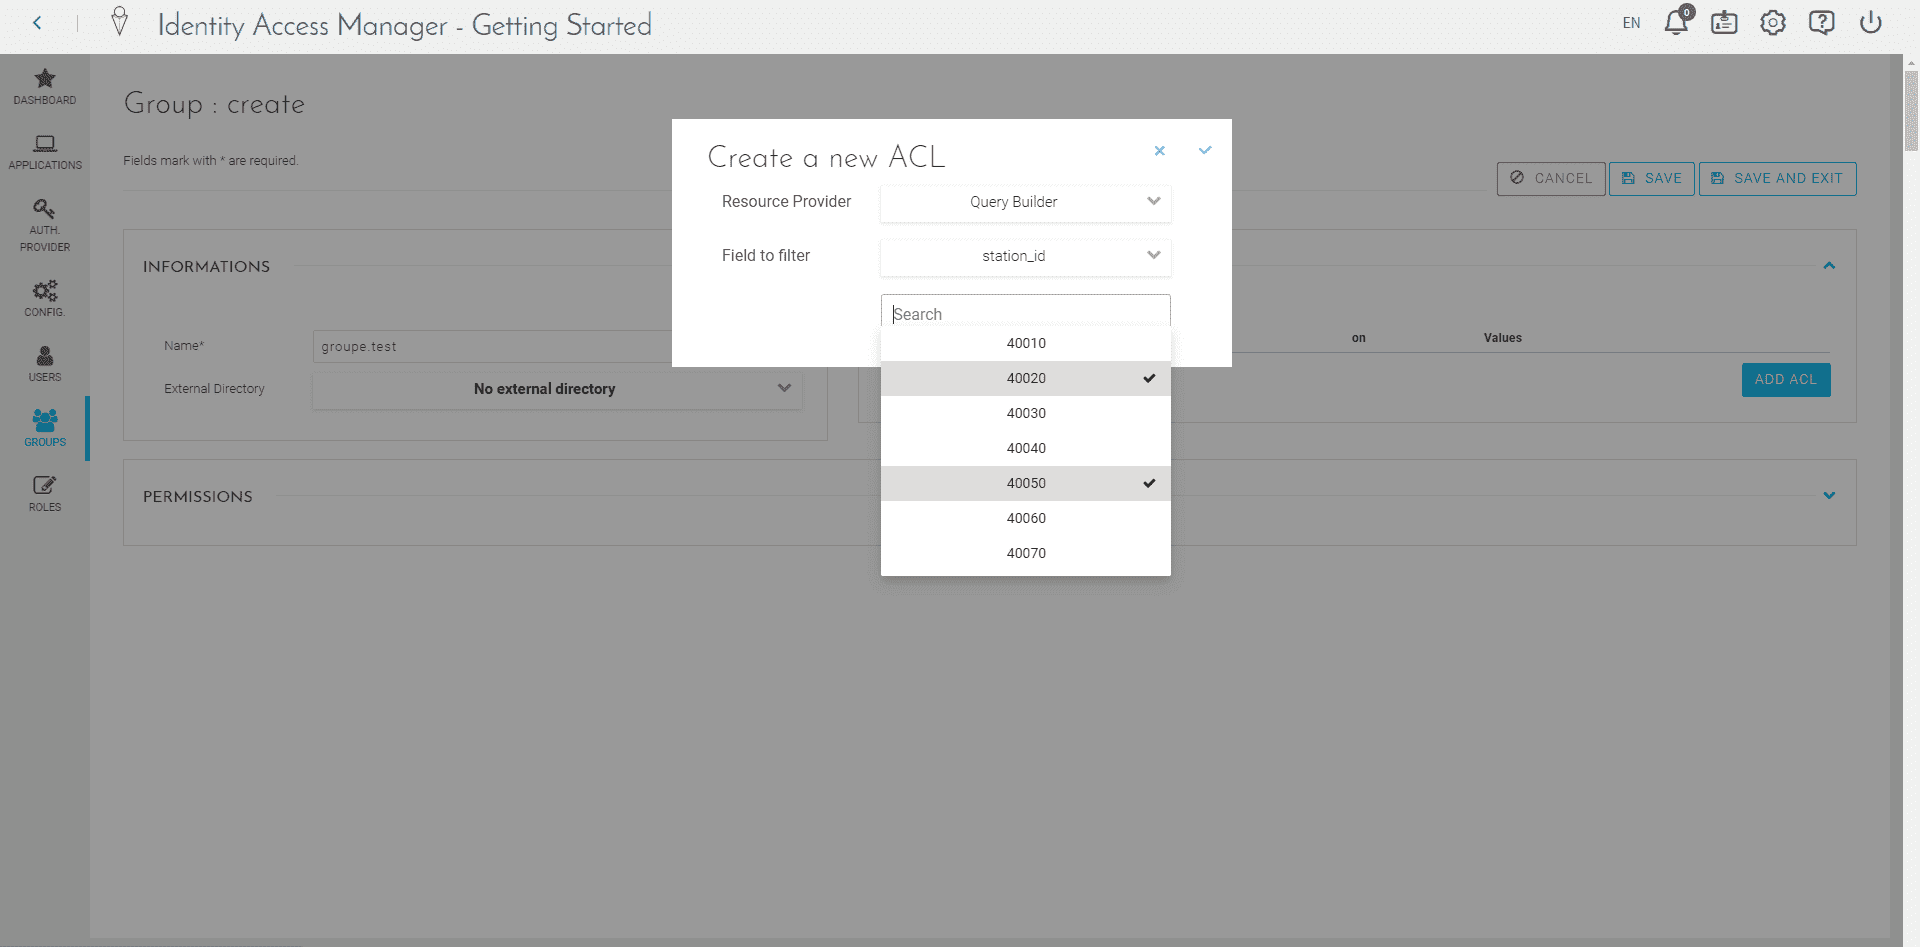 Identity Access Manager - Getting Started
EN
0
DASHBOARD
APPLICATIONS
AUTH.
PROVIDER
CONFIG.
USERS
GROUPS
ROLES
Group : create
Fields mark with * are required.
CANCEL
SAVE
SAVE AND EXIT
INFORMATIONS
Name*
groupe.test
External Directory
No external directory
on
Values
ADD ACL
PERMISSIONS
Create a new ACL
Resource Provider
Query Builder
Field to filter
station_id
Search
40010
40020
40030
40040
40050
40060
40070